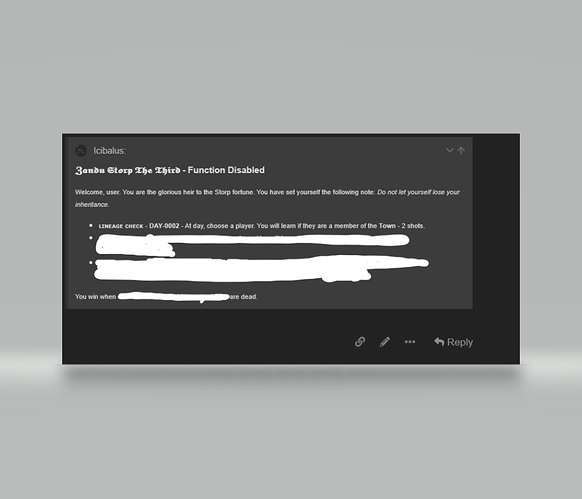 Icibalus:
𝖅𝖆𝖓𝖉𝖚 𝕾𝖙𝖔𝖗𝖕 𝕿𝖍𝖊 𝕿𝖍𝖎𝖗𝖉 - Function Disabled
Welcome, user. You are the glorious heir to the Storp fortune. You have set yourself the following note: Do not let yourself lose your
inheritance.
• LINEAGE CHECK - DAY-0002 - At day, choose a player. You will learn if they are a member of the Town - 2 shots.
You win when are dead.
Reply